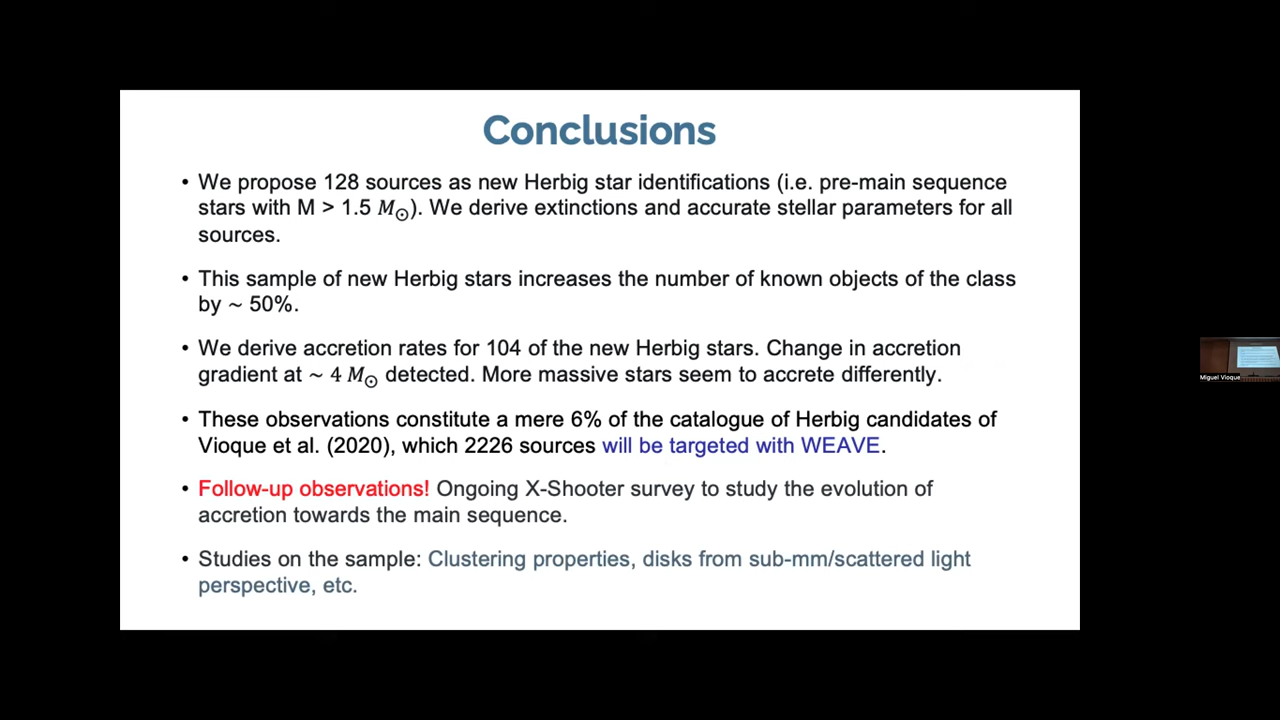 Conclusions
• We propose 128 sources as new Herbig star identifications (i.e. pre-main sequence
stars with M > 1.5 𝑀⊙). We derive extinctions and accurate stellar parameters for all
sources.
• This sample of new Herbig stars increases the number of known objects of the class
by ~ 50%.
• We derive accretion rates for 104 of the new Herbig stars. Change in accretion
gradient at ~ 4 𝑀⊙ detected. More massive stars seem to accrete differently.
• These observations constitute a mere 6% of the catalogue of Herbig candidates of
Vioque et al. (2020), which 2226 sources will be targeted with WEAVE.
• Follow-up observations! Ongoing X-Shooter survey to study the evolution of
accretion towards the main sequence.
• Studies on the sample: Clustering properties, disks from sub-mm/scattered light
perspective, etc.
Miguel Vioque